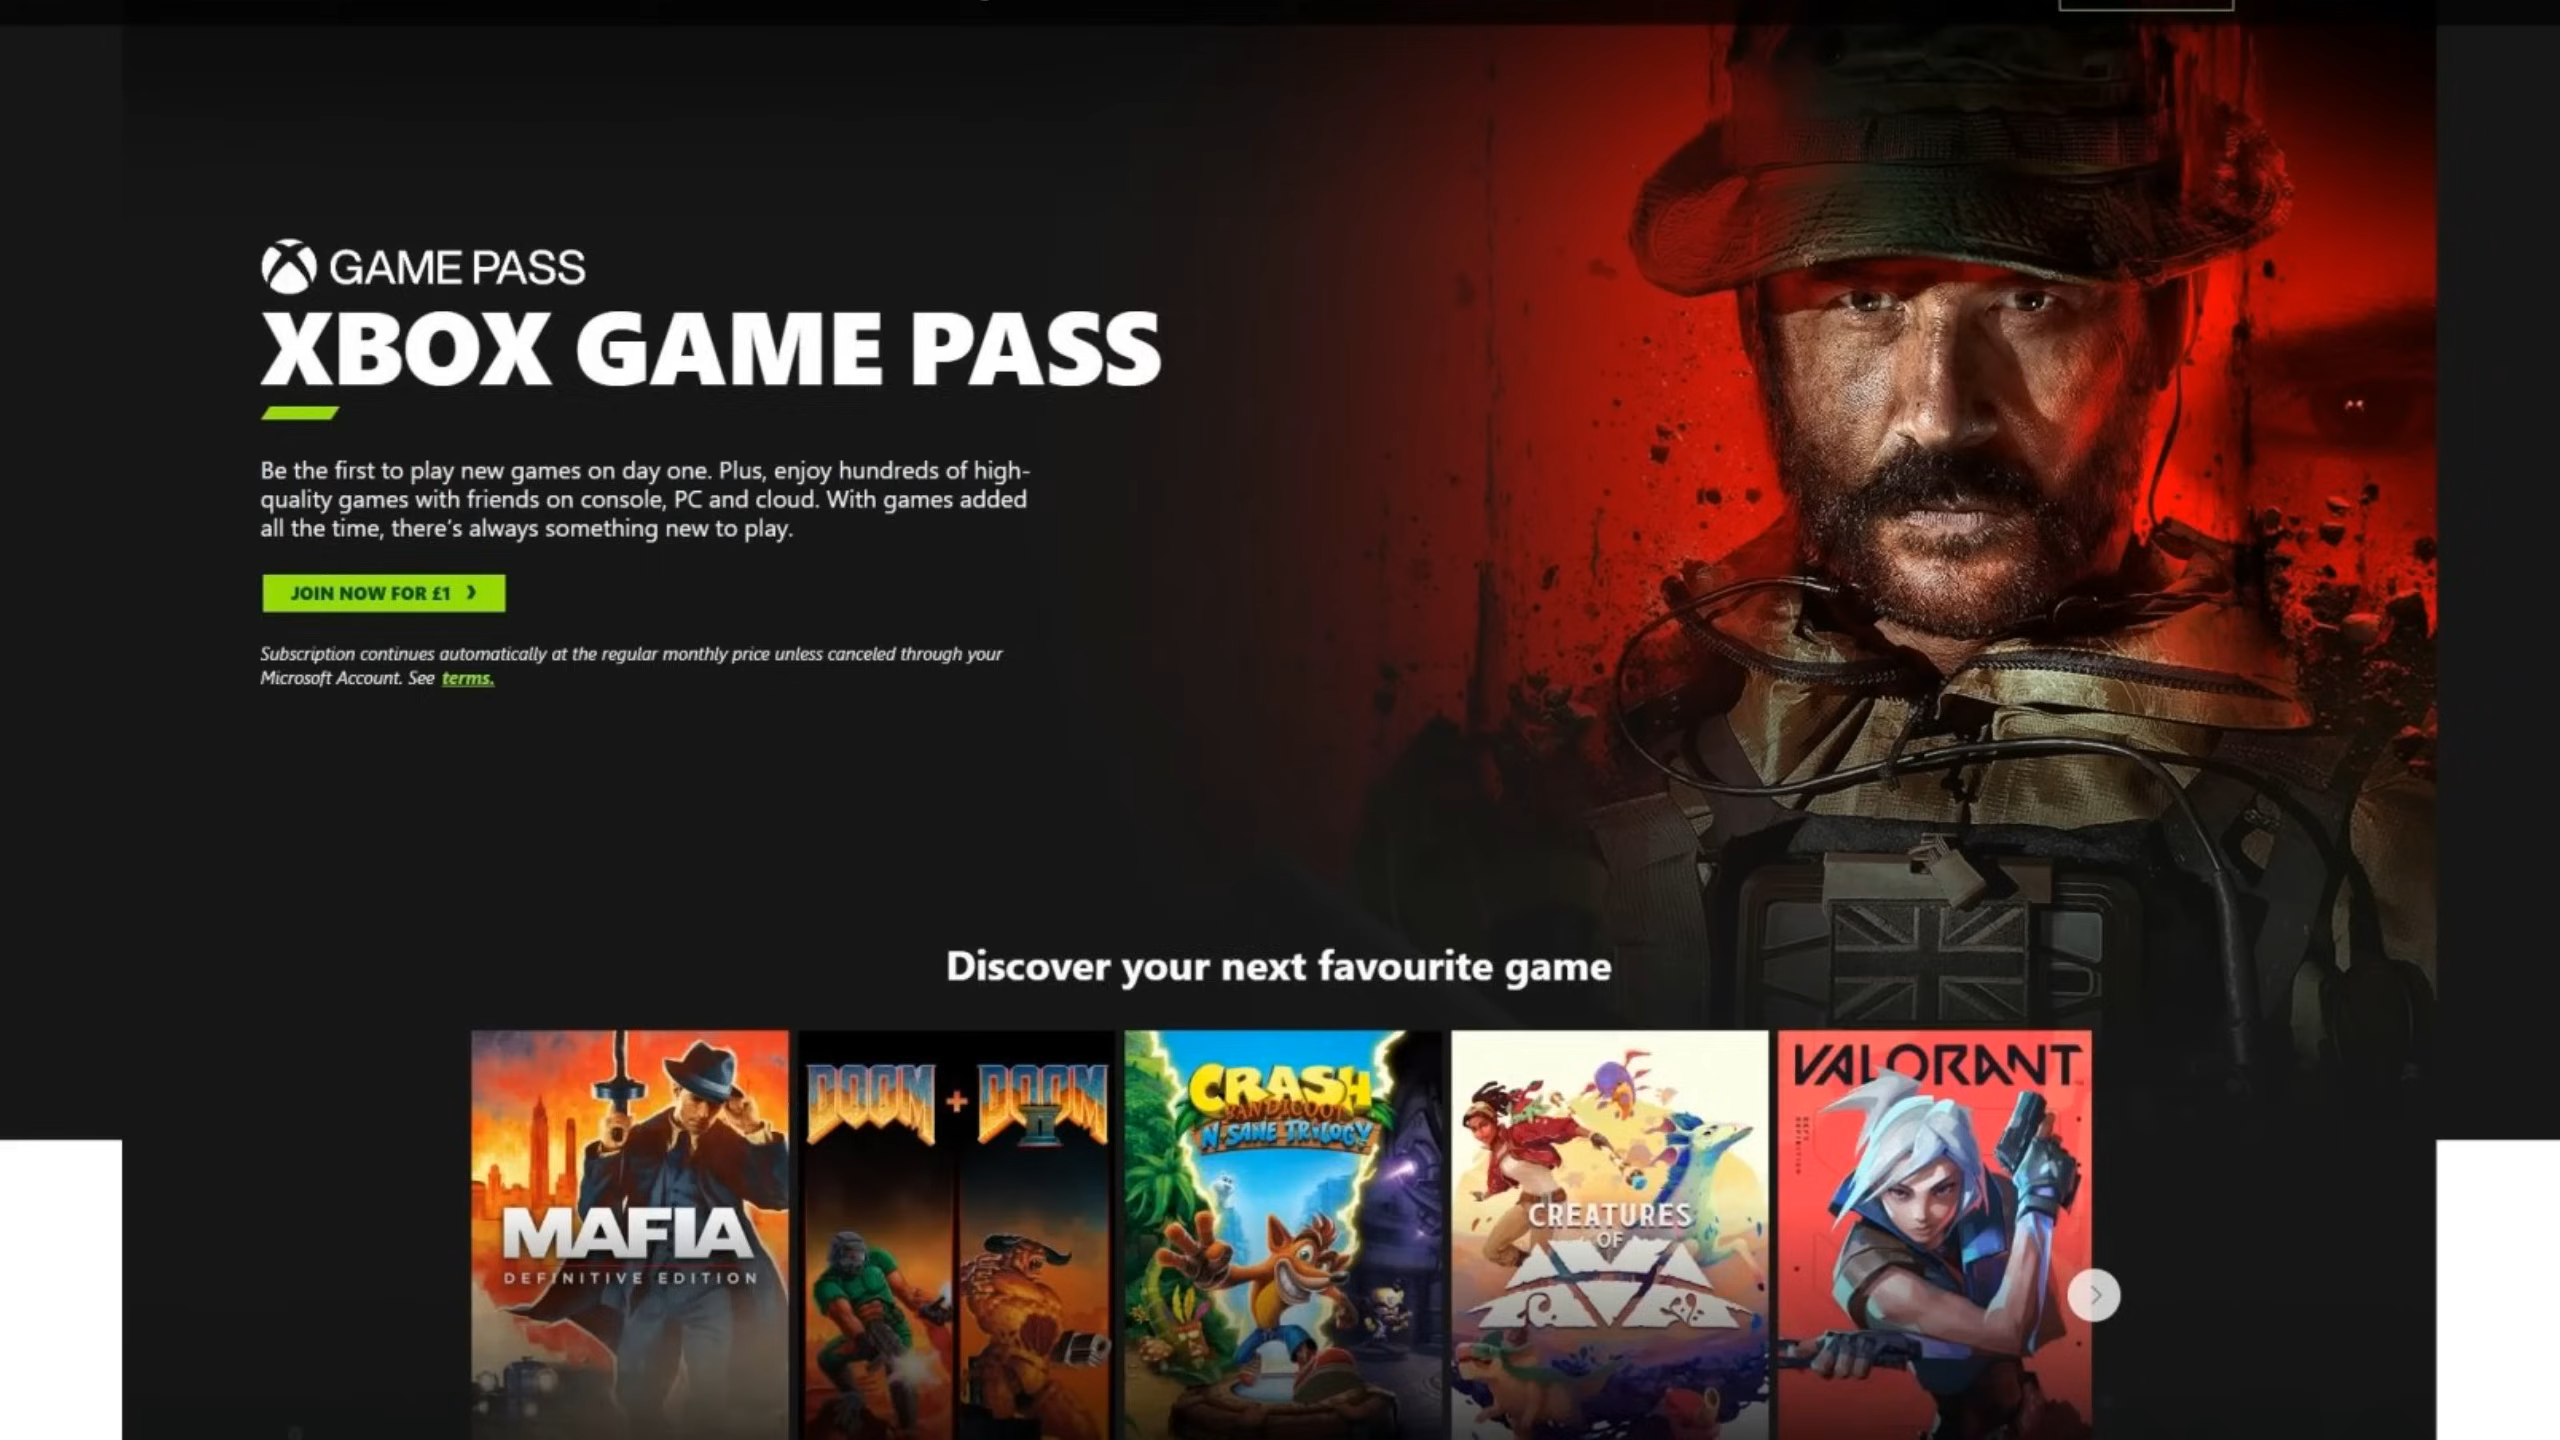 GAME PASS
XBOX GAME PASS
Be the first to play new games on day one. Plus, enjoy hundreds of high-
quality games with friends on console, PC and cloud. With games added
all the time, there's always something new to play.
JOIN NOW FOR £1
Subscription continues automatically at the regular monthly price unless canceled through your
Microsoft Account. See terms.
Discover your next favourite game
MAFIA
DEFINITIVE EDITION
DOOM + DOOM II
CRASH
BANDICOOT
N. SANE TRILOGY
CREATURES
OF
AVA
VALORANT